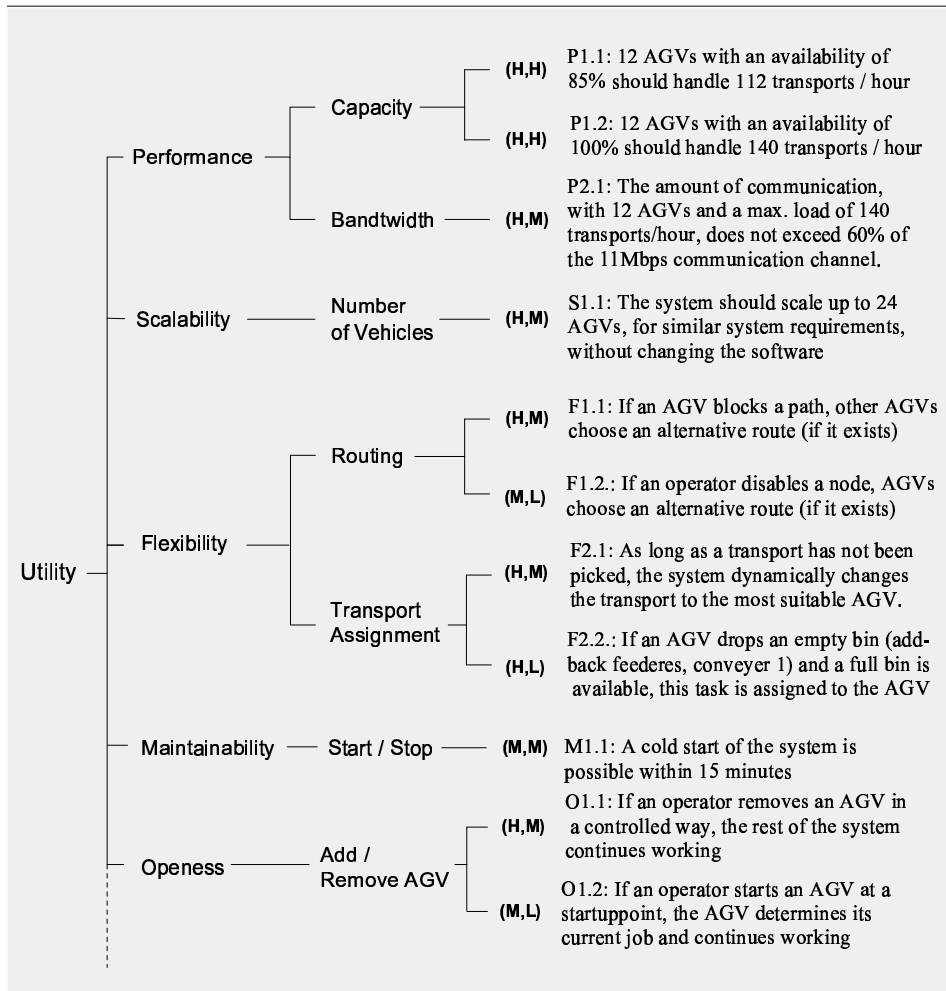 (H,H) P1.1: 12 AGVs with an availability of
85% should handle 112 transports / hour
Capacity
(H,H) P1.2: 12 AGVs with an availability of
100% should handle 140 transports / hour
Performance
P2.1: The amount of communication,
Bandtwidth (H,M) with 12 AGVs and a max. load of 140
transports/hour, does not exceed 60% of
the 11Mbps communication channel.
Scalability
Number
of Vehicles
(H,M) S1.1: The system should scale up to 24
AGVs, for similar system requirements,
without changing the software
(H,M) F1.1: If an AGV blocks a path, other AGVs
choose an alternative route (if it exists)
Routing
(M,L) F1.2.: If an operator disables a node, AGVs
choose an alternative route (if it exists)
Flexibility
Utility
(H,M) F2.1: As long as a transport has not been
picked, the system dynamically changes
the transport to the most suitable AGV.
Transport
Assignment
(H,L) F2.2.: If an AGV drops an empty bin (add-
back feederes, conveyer 1) and a full bin is
available, this task is assigned to the AGV
Maintainability Start / Stop (M,M) M1.1: A cold start of the system is
possible within 15 minutes
(H,M) O1.1: If an operator removes an AGV in
a controlled way, the rest of the system
continues working
Openess
Add /
Remove AGV
(M,L) O1.2: If an operator starts an AGV at a
startuppoint, the AGV determines its
current job and continues working